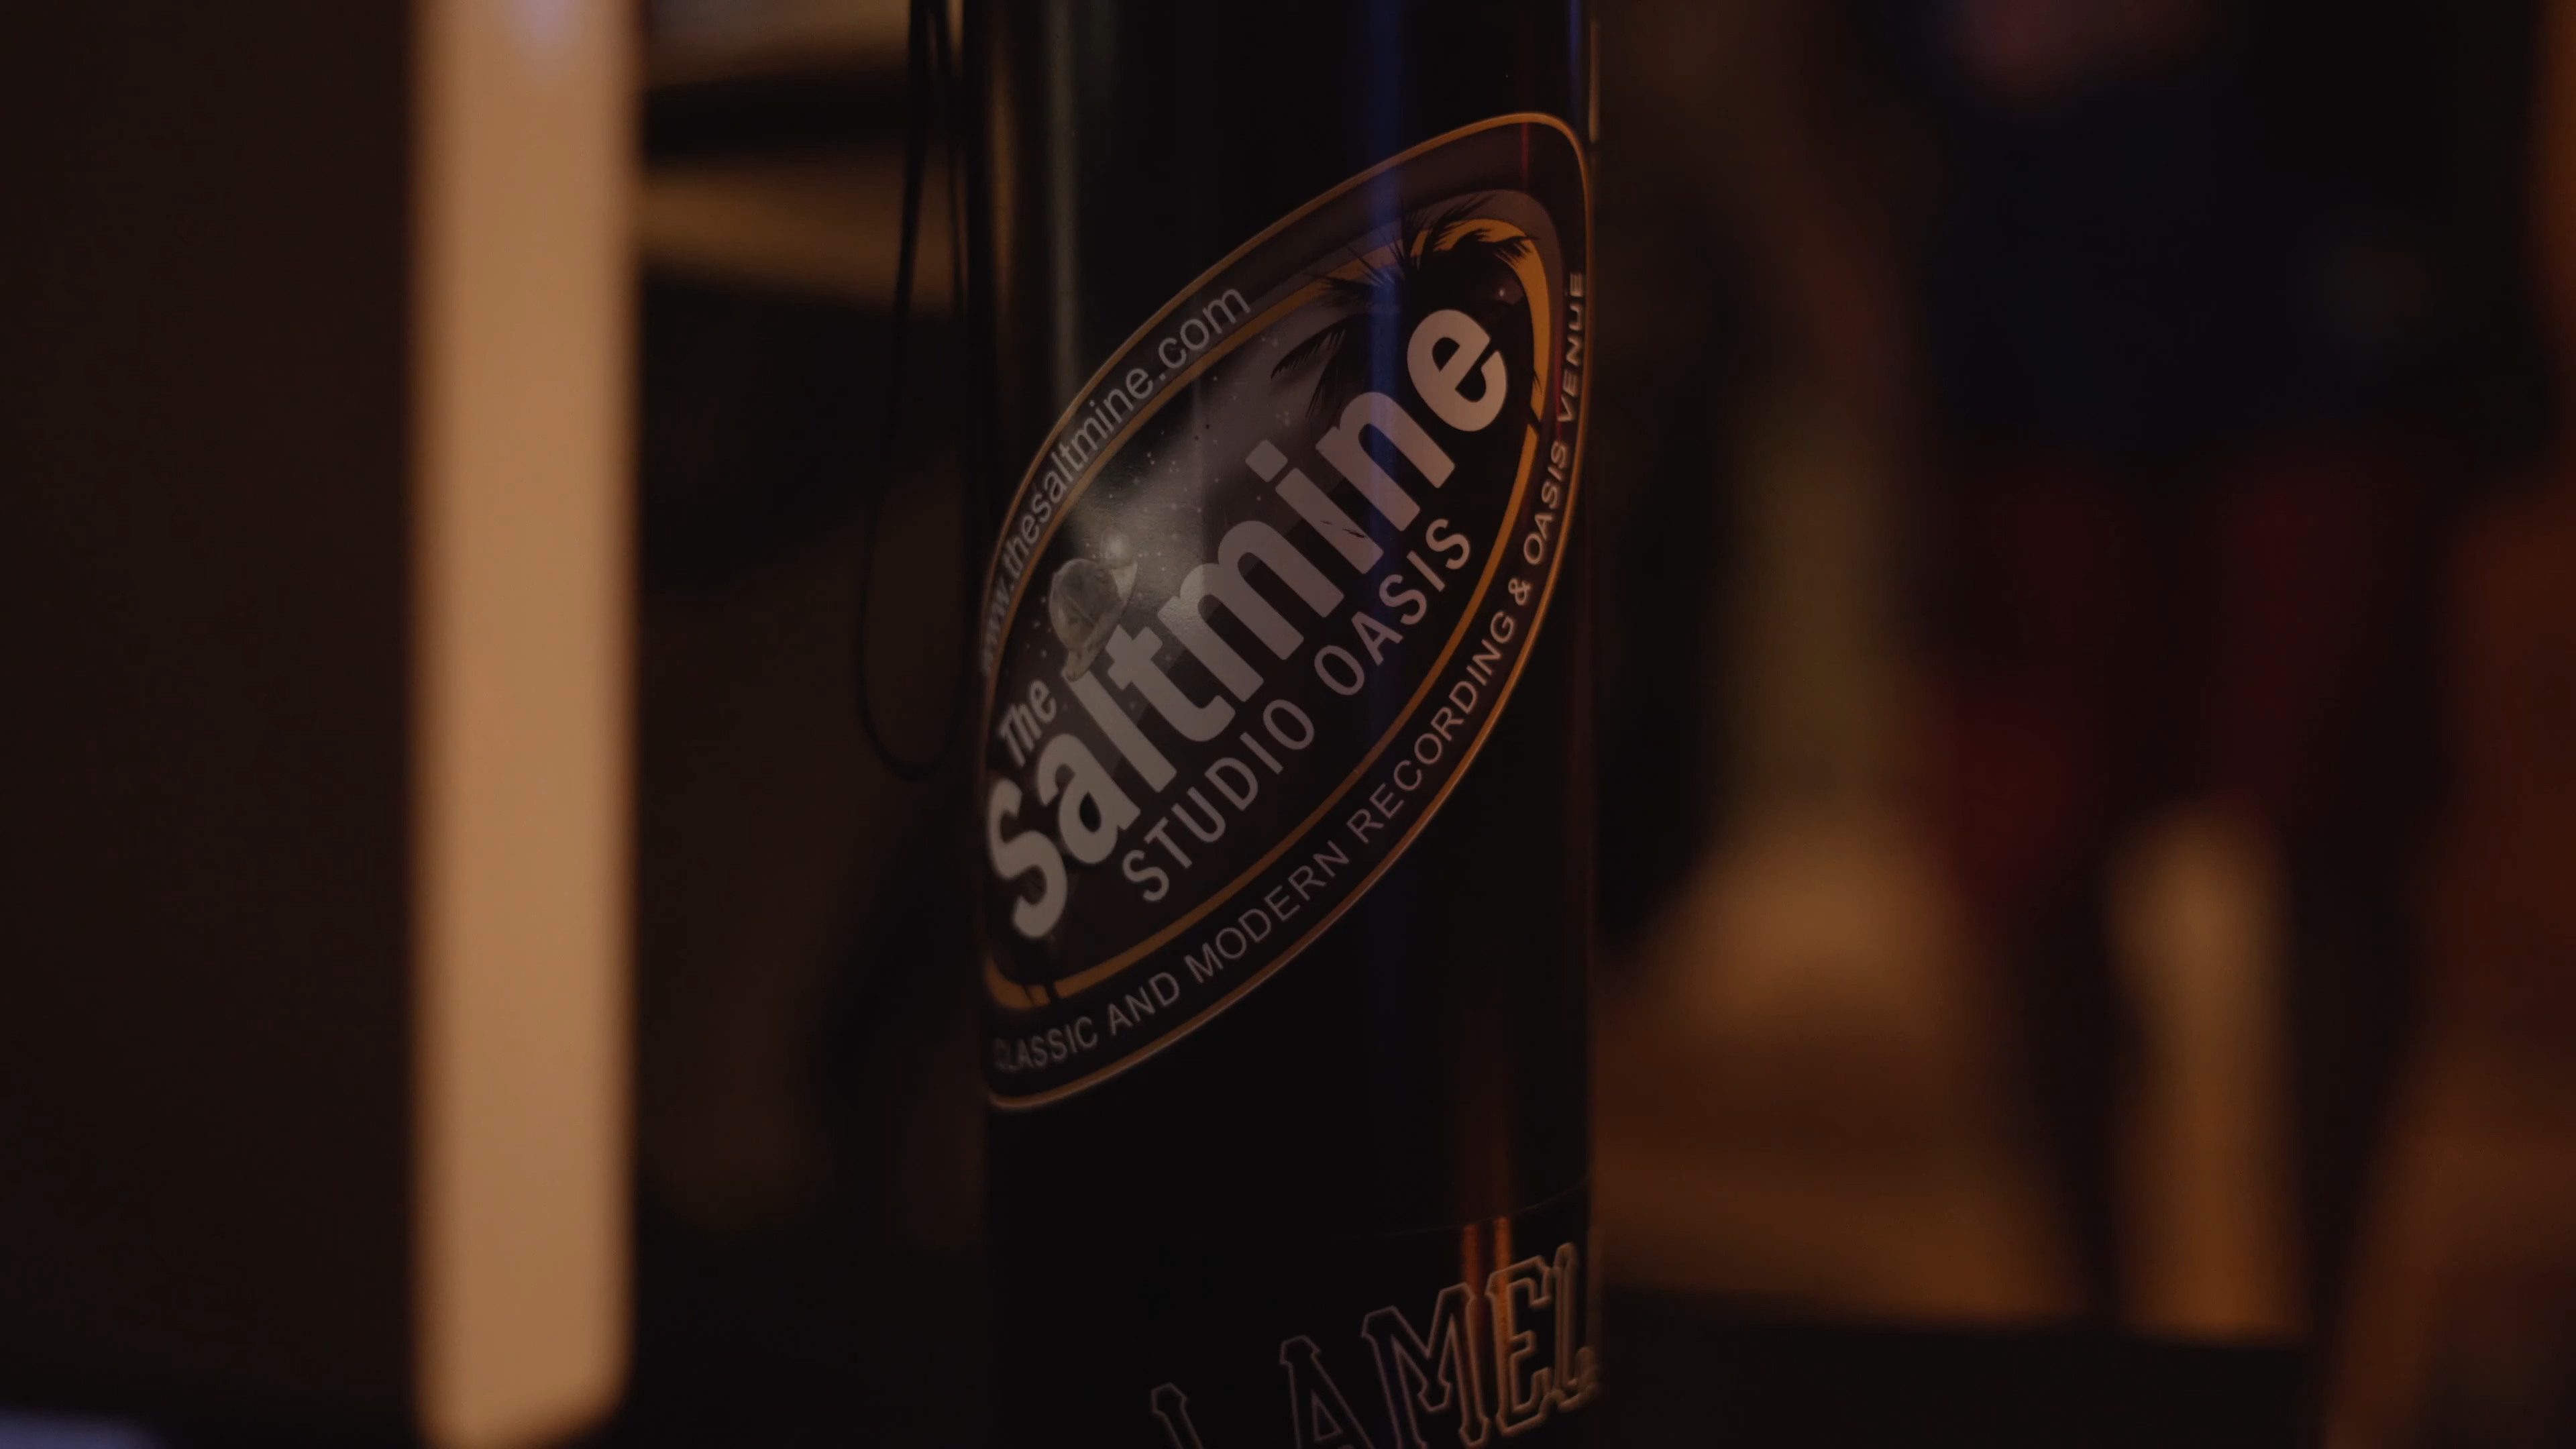 www.thesaltmine.com
The
Saltmine
STUDIO OASIS
CLASSIC AND MODERN RECORDING & OASIS VENUE